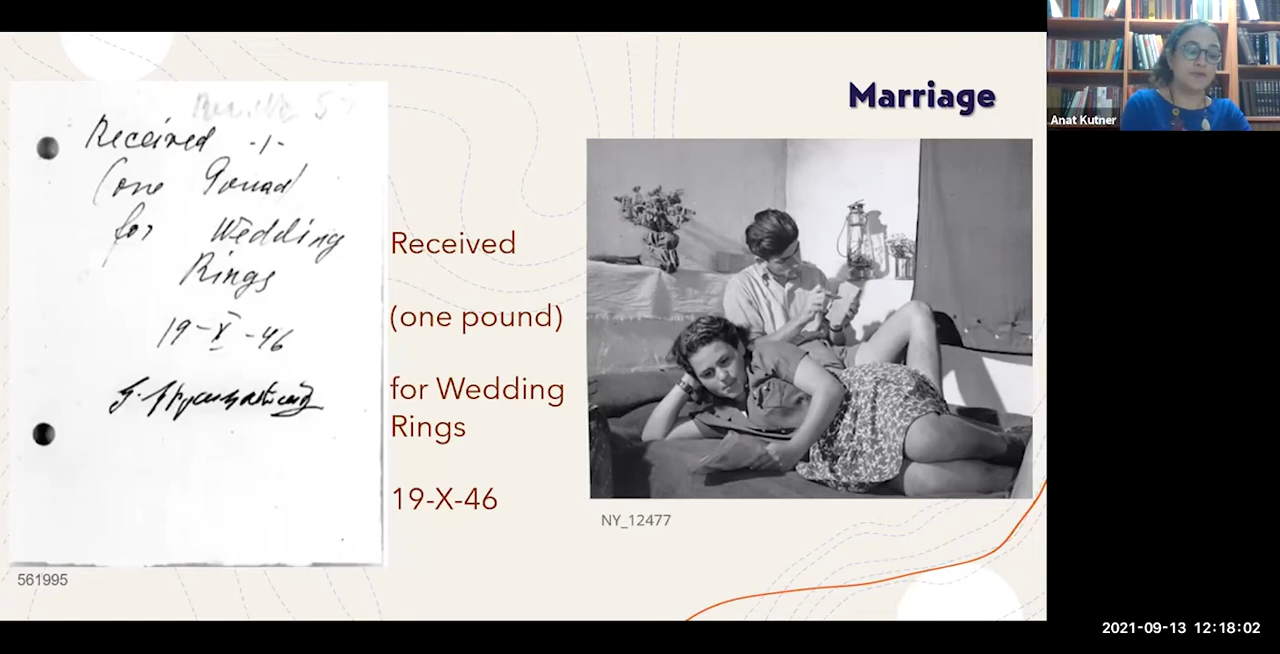 Marriage
Received -1-
(one Pound
for Wedding
Rings
19-X-46
561995
Received
(one pound)
for Wedding
Rings
19-X-46
NY_12477
Anat Kutner
2021-09-13 12:18:02